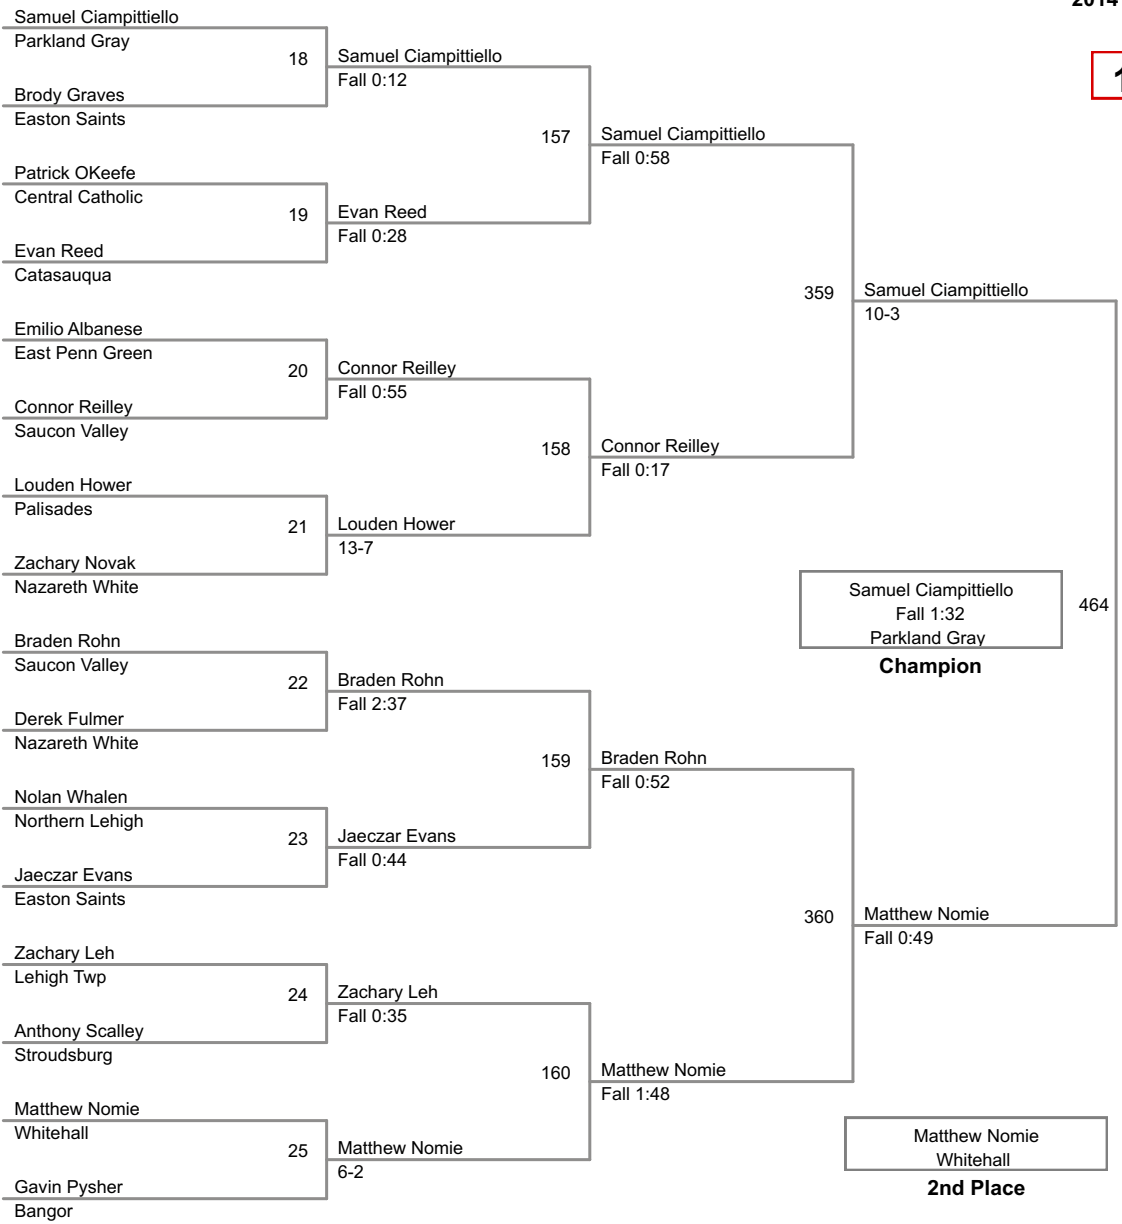 2014
1
Samuel Ciampittiello
Parkland Gray
18
Samuel Ciampittiello
Fall 0:12
Brody Graves
Easton Saints
157
Samuel Ciampittiello
Fall 0:58
Patrick OKeefe
Central Catholic
19
Evan Reed
Fall 0:28
Evan Reed
Catasauqua
359
Samuel Ciampittiello
10-3
Emilio Albanese
East Penn Green
20
Connor Reilley
Fall 0:55
Connor Reilley
Saucon Valley
158
Connor Reilley
Fall 0:17
Louden Hower
Palisades
21
Louden Hower
13-7
Zachary Novak
Nazareth White
Samuel Ciampittiello
Fall 1:32
Parkland Gray
Champion
464
Braden Rohn
Saucon Valley
22
Braden Rohn
Fall 2:37
Derek Fulmer
Nazareth White
159
Braden Rohn
Fall 0:52
Nolan Whalen
Northern Lehigh
23
Jaeczar Evans
Fall 0:44
Jaeczar Evans
Easton Saints
360
Matthew Nomie
Fall 0:49
Zachary Leh
Lehigh Twp
24
Zachary Leh
Fall 0:35
Anthony Scalley
Stroudsburg
160
Matthew Nomie
Fall 1:48
Matthew Nomie
Whitehall
25
Matthew Nomie
6-2
Gavin Pysher
Bangor
Matthew Nomie
Whitehall
2nd Place